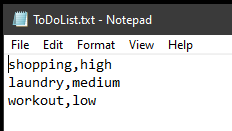 ToDoList.txt - Notepad
File Edit Format View Help
shopping,high
laundry,medium
workout,low